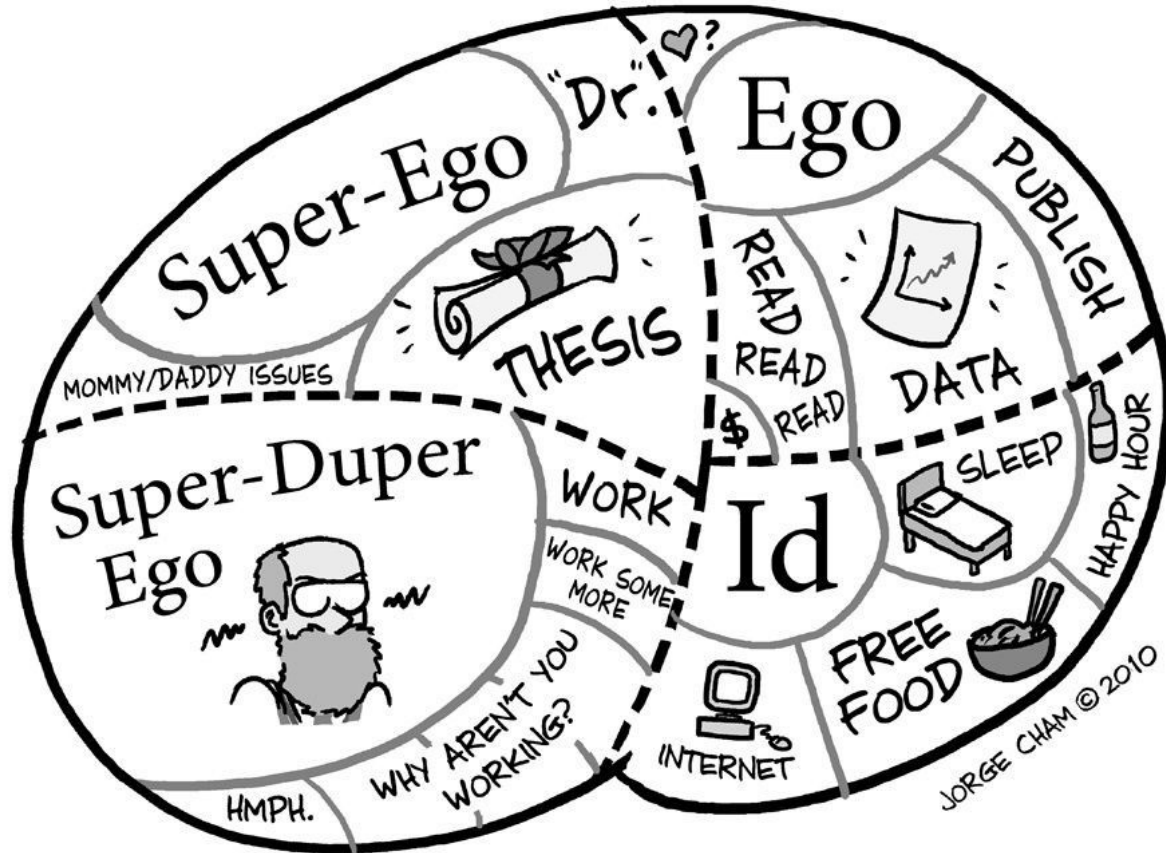 Super-Ego
"Dr."
?
MOMMY/DADDY ISSUES
THESIS
Ego
PUBLISH
READ
READ
READ
$
DATA
Super-Duper
Ego
WORK
WORK SOME
MORE
WHY AREN'T YOU
WORKING?
HMPH.
Id
SLEEP
HAPPY HOUR
FREE
FOOD
INTERNET
JORGE CHAM © 2010